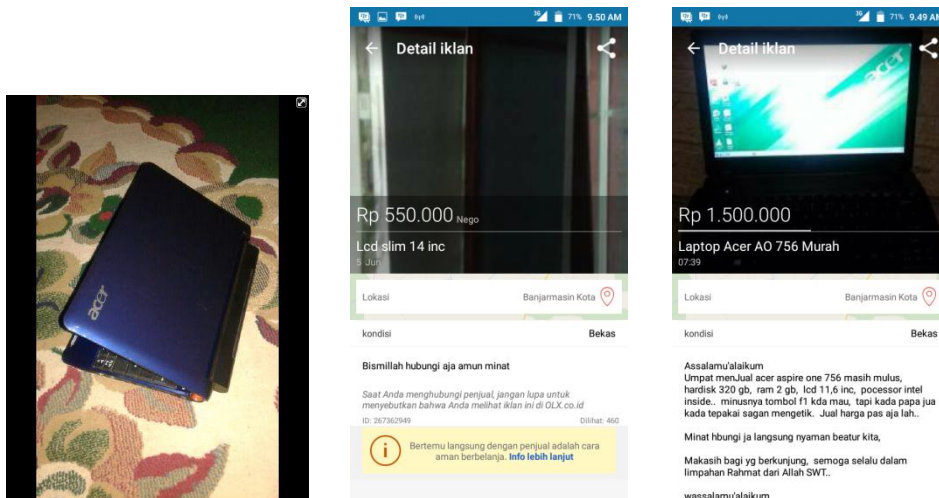 acer
9.50 AM
71%
3G
Detail iklan
Rp 550.000 Nego
Lcd slim 14 inc
5 Jun
Lokasi
Banjarmasin Kota
kondisi
Bekas
Bismillah hubungi aja amun minat
Saat Anda menghubungi penjual, jangan lupa untuk
menyebutkan bahwa Anda melihat iklan ini di OLX.co.id
ID: 267362949
Dilihat: 460
Bertemu langsung dengan penjual adalah cara
aman berbelanja. Info lebih lanjut
3G
71%
9.49 AM
Detail iklan
acer
Rp 1.500.000
Laptop Acer AO 756 Murah
07:39
Lokasi
Banjarmasin Kota
kondisi
Bekas
Assalamu'alaikum
Umpat menJual acer aspire one 756 masih mulus,
hardisk 320 gb, ram 2 gb, lcd 11,6 inc, pocessor intel
inside.. minusnya tombol f1 kda mau, tapi kada papa jua
kada tepakai sagan mengetik. Jual harga pas aja lah..
Minat hbungi ja langsung nyaman beatur kita,
Makasih bagi yg berkunjung, semoga selalu dalam
limpahan Rahmat dari Allah SWT..
wassalamu'alaikum